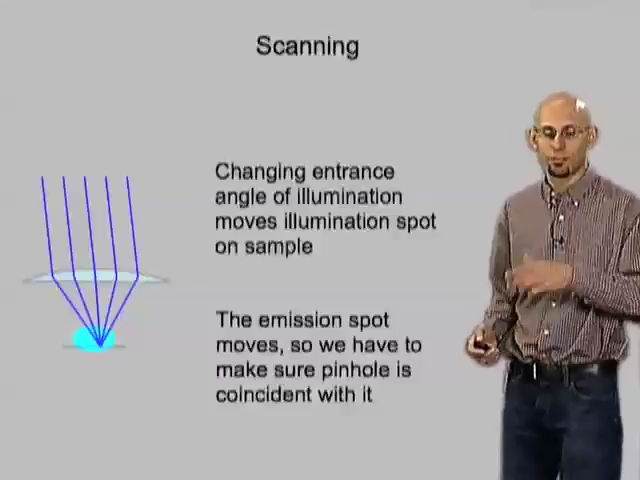 Scanning
Changing entrance
angle of illumination
moves illumination spot
on sample
The emission spot
moves, so we have to
make sure pinhole is
coincident with it